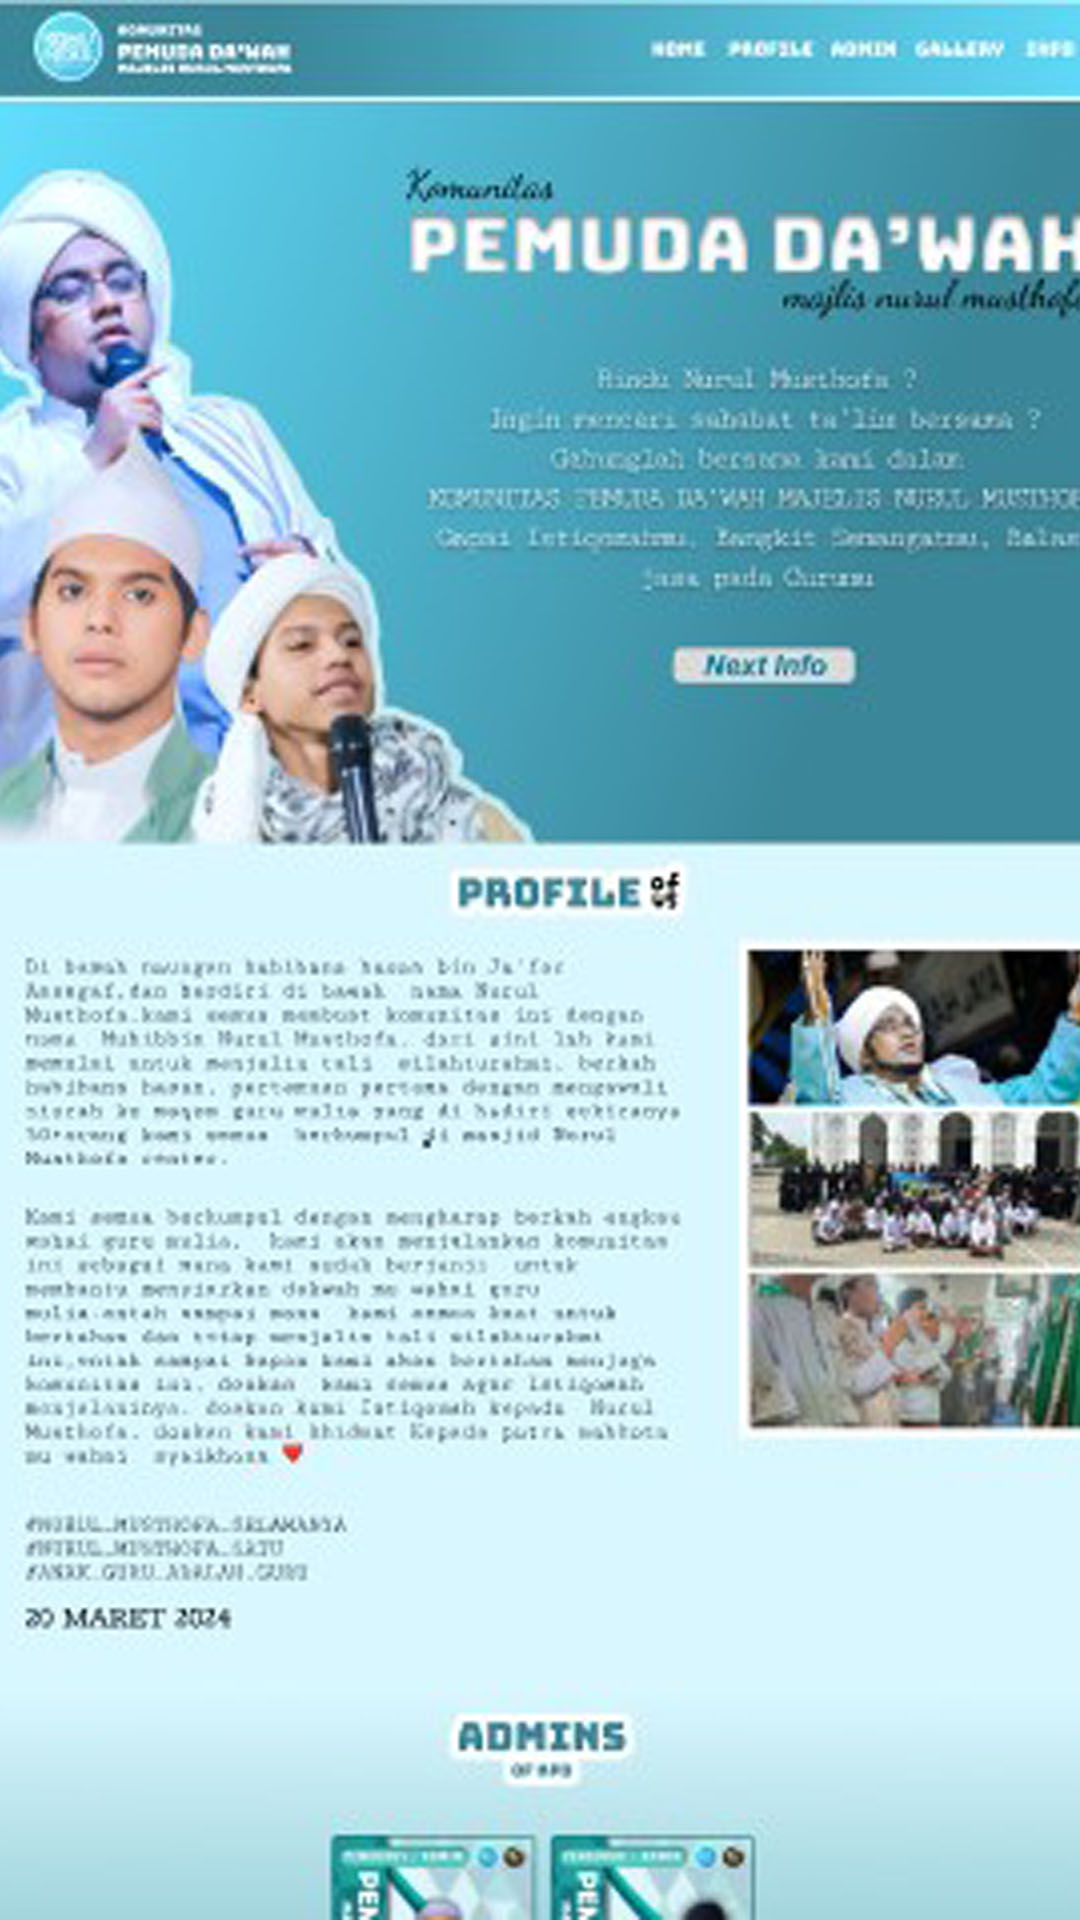 KOMUNITAS
PEMUDA DA'WAH
MAJELIS NURUL MUSTHOFA
HOME PROFILE ADMIN GALLERY INFO
Komunitas
PEMUDA DA'WAH
majlis nurul musthofa
Rindu Nurul Musthofa ?
Ingin mencari sahabat ta'lim bersama ?
Gabunglah bersama kami dalam
KOMUNITAS PEMUDA DA'WAH MAJELIS NURUL
Capai Istiqomahmu, Bangkit Semangatmu, Balas
jasa pada Gurumu
Next Info
PROFILE of us
Di bawah naungan habibana hasan bin Ja'far
Assegaf,dan berdiri di bawah nama Nurul
Musthofa,kami semua membuat komunitas ini dengan
nama Muhibbin Nurul Musthofa, dari sini lah kami
memulai untuk menjalin tali silahturahmi, berkah
habibana hasan, pertemuan pertama dengan mengawali
ziarah ke maqom guru mulia yang di hadiri sekiranya
kami semua berkumpul di masjid Nurul
Musthofa center.
Kami semua berkumpul dengan mengharap berkah engkau
wahai guru mulia, kami akan menjalankan komunitas
ini sebagai mana kami sudah berjanji untuk
membantu menyiarkan dakwah mu wahai guru
mulia entah sampai mana kami semua kuat untuk
bertahan dan tetap menjalin tali silahturahmi
ini,entah sampai kapan kami akan bertahan menjaga
komunitas ini, doakan kami semua agar istiqomah
menjalaninya, doakan kami Istiqomah kepada Nurul
Musthofa, doakan kami khidmat Kepada putra mahkota
mu wahai syaikhona ❤️
#NURUL_MUSTHOFA_SELAMANYA
#NURUL_MUSTHOFA_SATU
#ANAK_GURU_ADALAH_GURU
20 MARET 2024
ADMINS
OF KPD